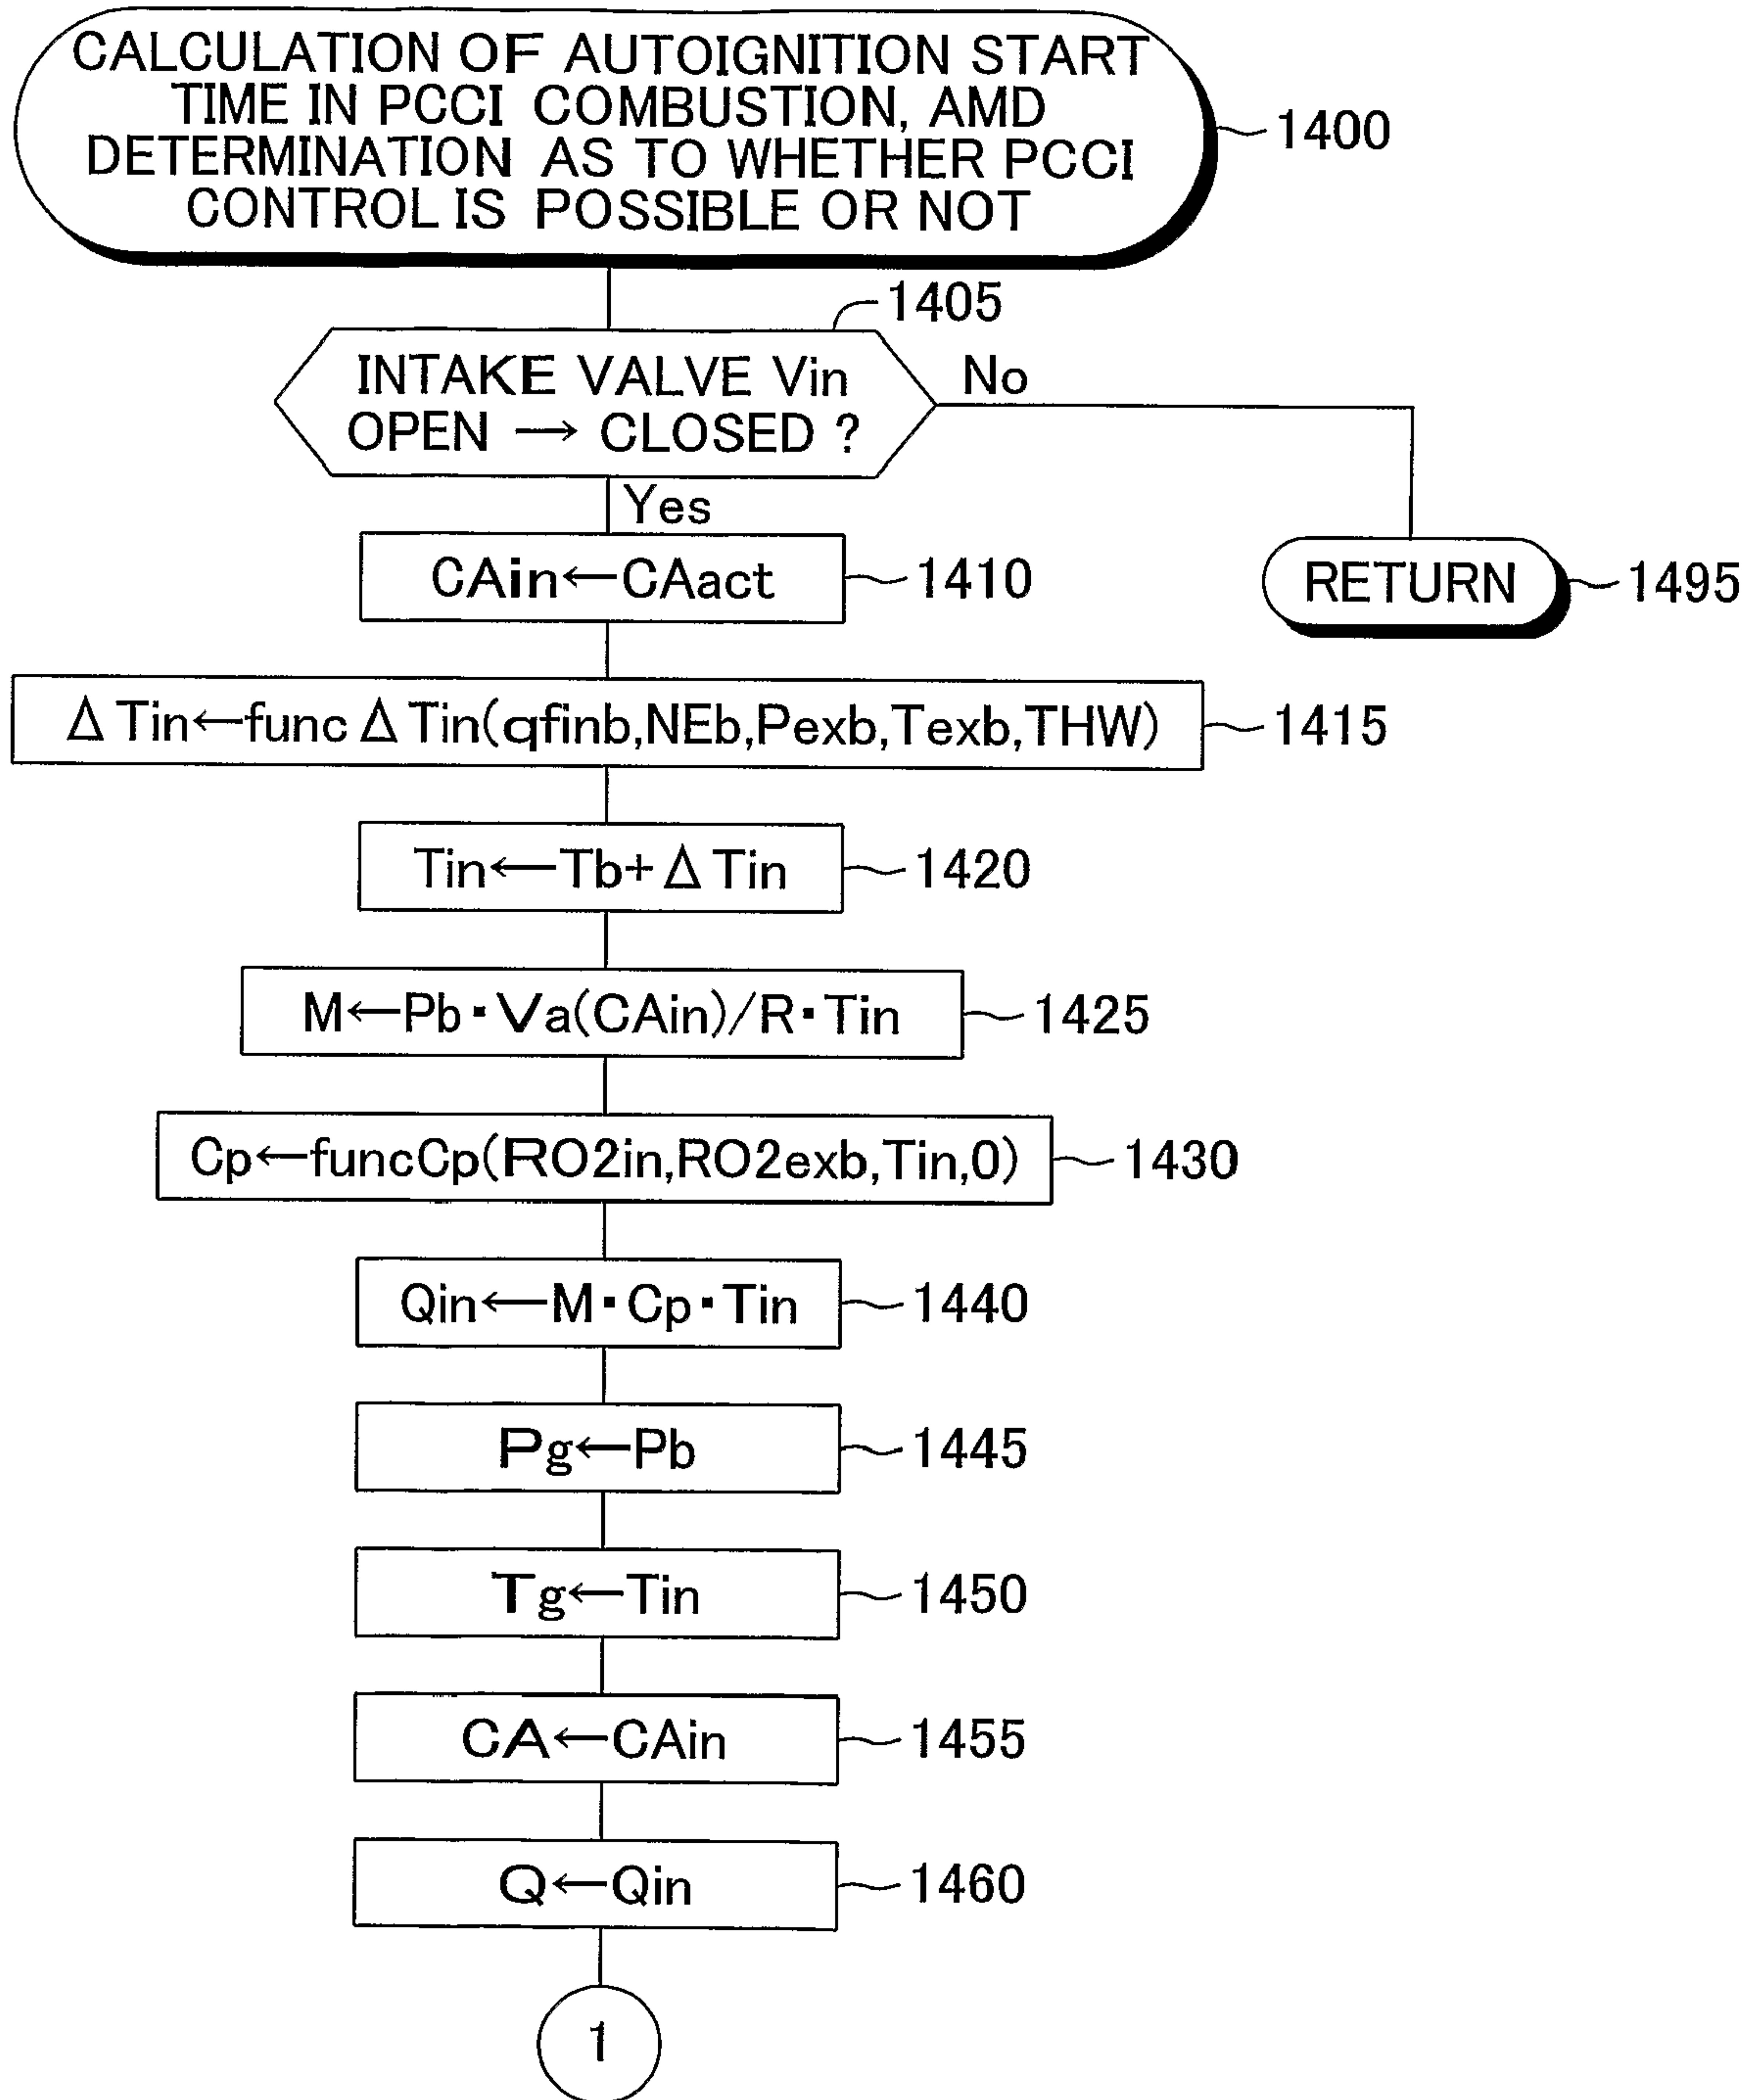 CALCULATION OF AUTOIGNITION START
TIME IN PCCI COMBUSTION, AMD
DETERMINATION AS TO WHETHER PCCI
CONTROL IS POSSIBLE OR NOT
1400
1405
INTAKE VALVE Vin
OPEN → CLOSED ?
No
Yes
CAin←CAact
1410
RETURN
1495
ΔTin←funcΔTin(qfinb,NEb,Pexb,Texb,THW)
1415
Tin←Tb+ΔTin
1420
M←Pb・Va(CAin)/R・Tin
1425
Cp←funcCp(RO2in,RO2exb,Tin,0)
1430
Qin←M・Cp・Tin
1440
Pg←Pb
1445
Tg←Tin
1450
CA←CAin
1455
Q←Qin
1460
1